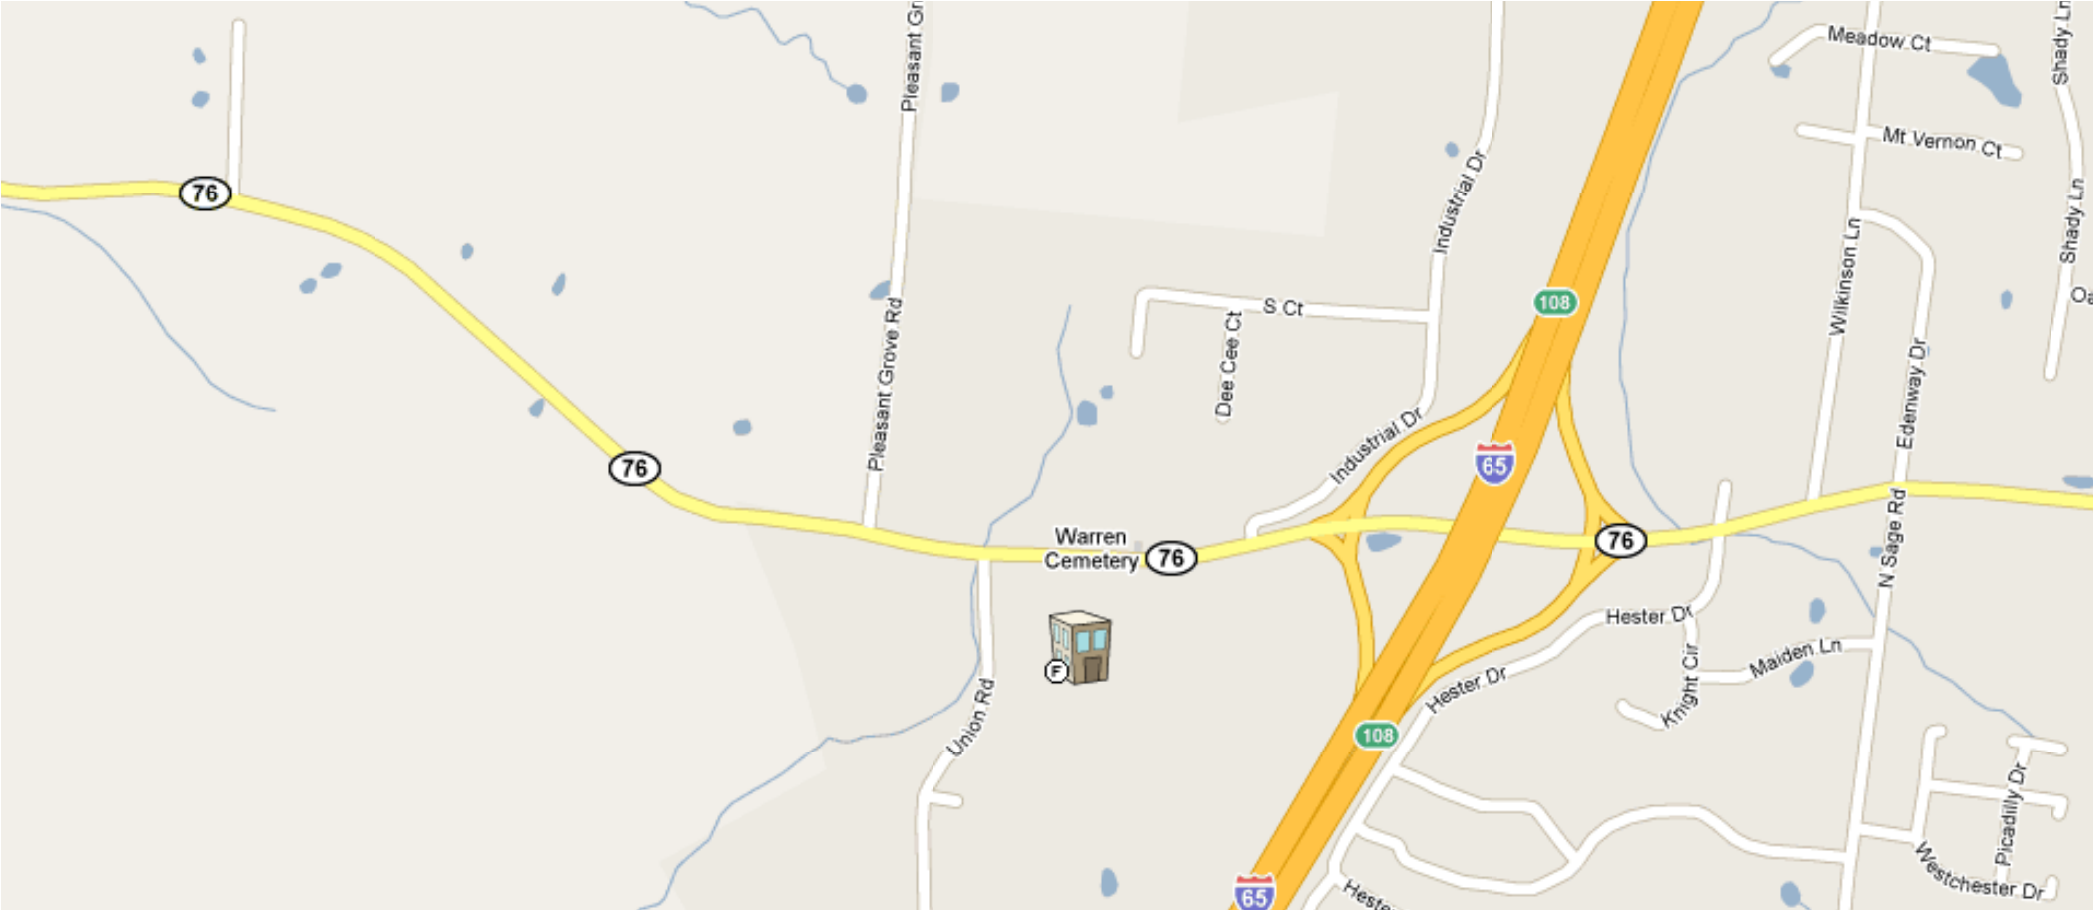 Pleasant Gr
Meadow Ct
Shady Ln
Mt Vernon Ct
76
Industrial Dr
Shady Ln
Wilkinson Ln
Oa
108
S Ct
Pleasant Grove Rd
Dee Cee Ct
Edenway Dr
Industrial Dr
65
76
N Sage Rd
Warren
Cemetery
76
76
Hester Dr
Maiden Ln
Knight Cir
F
Hester Dr
Union Rd
108
Picadilly Dr
Westchester Dr
65
Heste